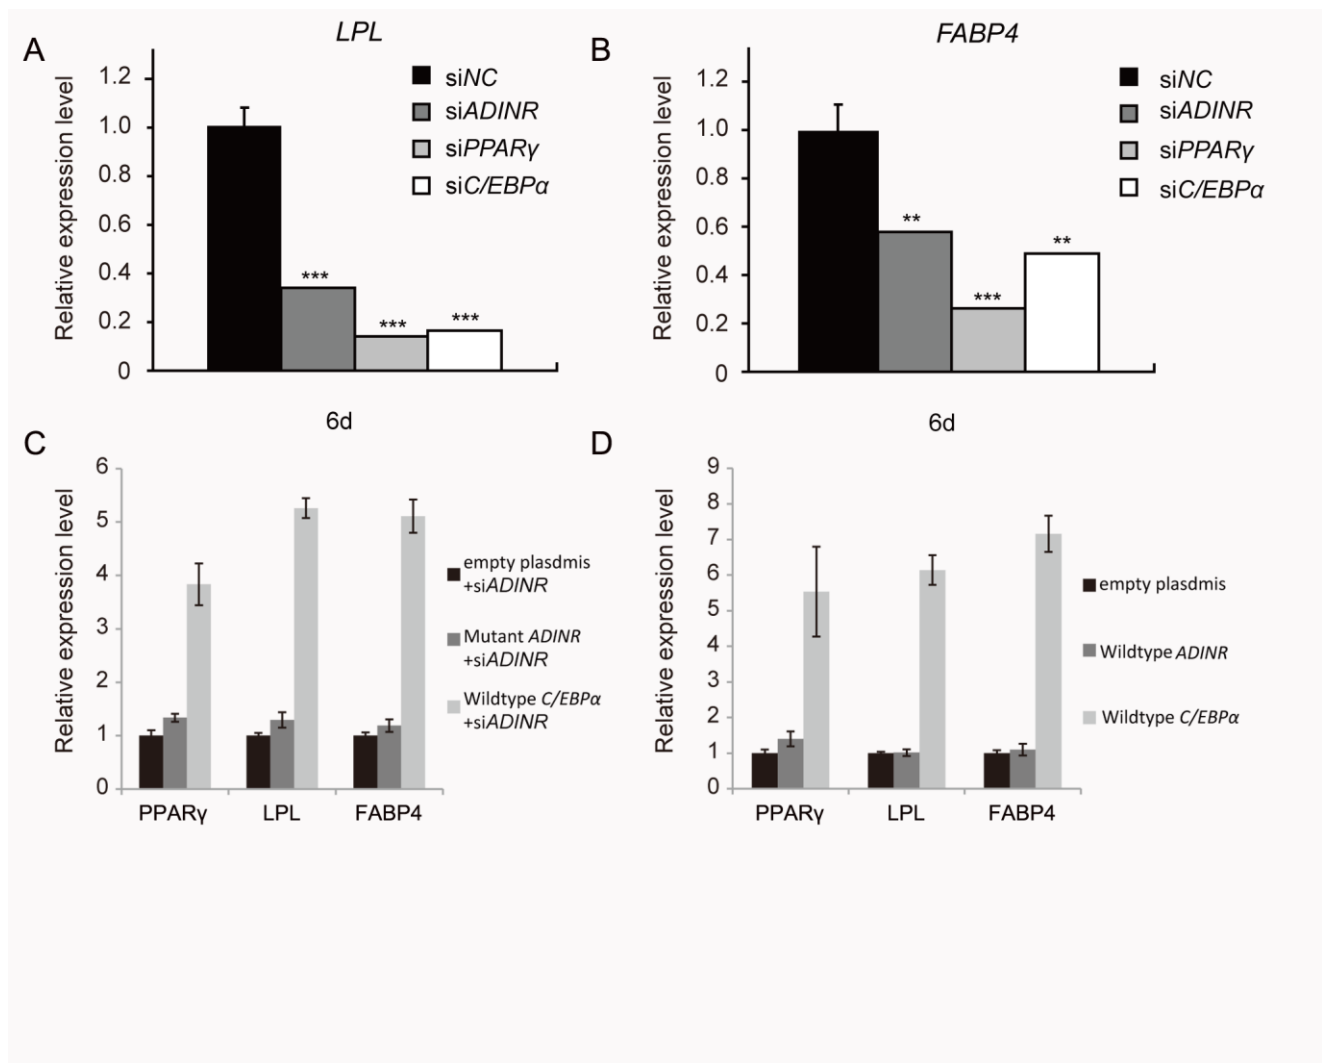 A
LPL
Relative expression level
1.2
1.0
0.8
0.6
0.4
0.2
0
siNC
siADINR
siPPARγ
siC/EBPα
***
***
***
6d
B
FABP4
Relative expression level
1.2
1.0
0.8
0.6
0.4
0.2
0
siNC
siADINR
siPPARγ
siC/EBPα
**
***
**
6d
C
Relative expression level
6
5
4
3
2
1
0
PPARγ LPL FABP4
empty plasdmis
+siADINR
Mutant ADINR
+siADINR
Wildtype C/EBPα
+siADINR
D
Relative expression level
9
8
7
6
5
4
3
2
1
0
PPARγ LPL FABP4
empty plasdmis
Wildtype ADINR
Wildtype C/EBPα